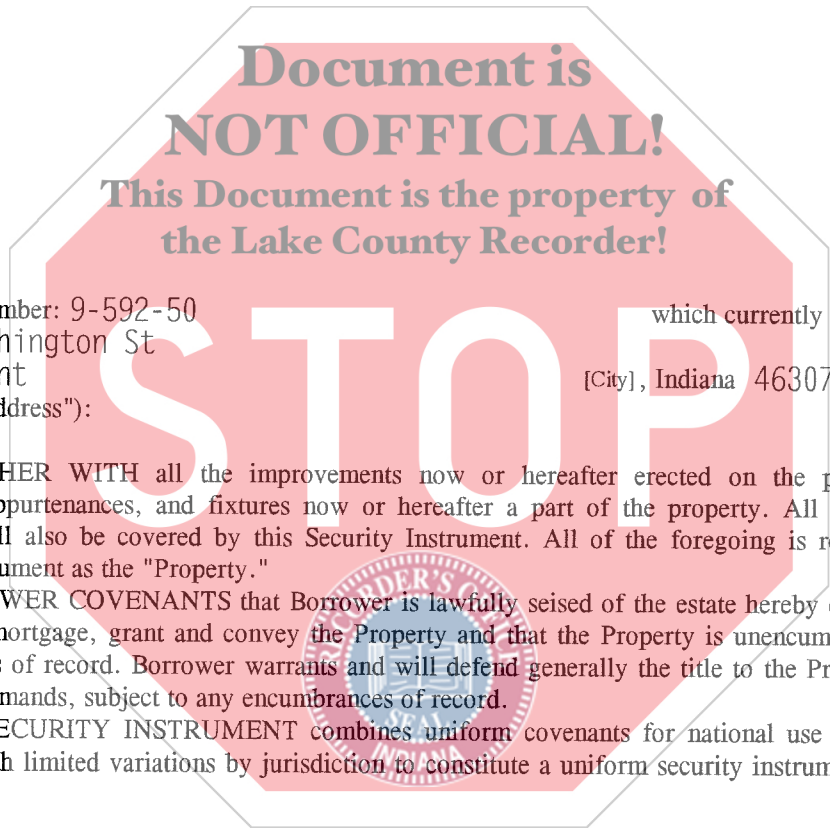 Document is
NOT OFFICIAL!
This Document is the property of
the Lake County Recorder!
mber: 9-592-50 which currently
hington St
nt [City], Indiana 46307
ddress"):
STOP
HER WITH all the improvements now or hereafter erected on the p
ppurtenances, and fixtures now or hereafter a part of the property. All
ll also be covered by this Security Instrument. All of the foregoing is re
ument as the "Property."
WER COVENANTS that Borrower is lawfully seised of the estate hereby
mortgage, grant and convey the Property and that the Property is unencum
s of record. Borrower warrants and will defend generally the title to the Pr
mands, subject to any encumbrances of record.
ECURITY INSTRUMENT combines uniform covenants for national use
h limited variations by jurisdiction to constitute a uniform security instrum
RECORDER'S OFFICE
SEAL
INDIANA